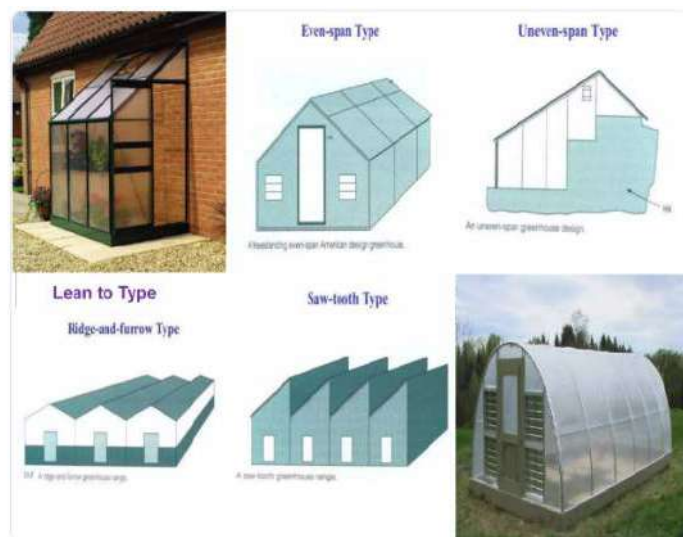 Even-span Type
Uneven-span Type
A freestanding even-span American design greenhouse.
Hill
An uneven-span greenhouse design.
Lean to Type
Saw-tooth Type
Ridge-and-furrow Type
A ridge-and-furrow greenhouse range.
A saw-tooth greenhouse range.